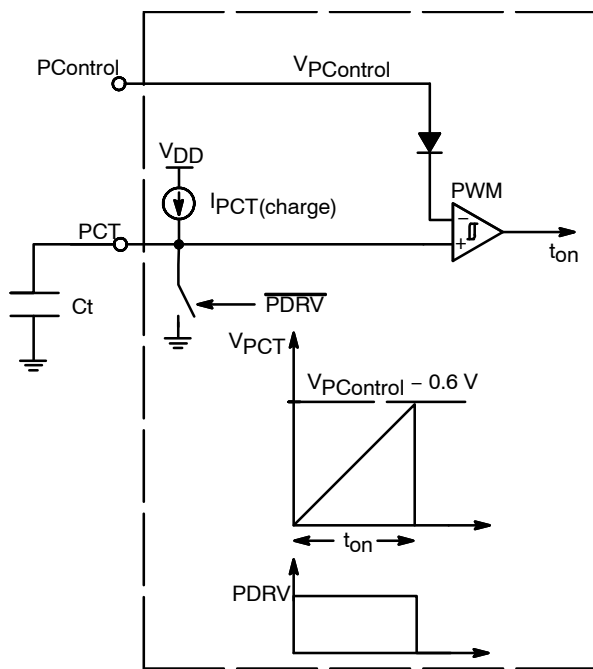 PControl
VPControl
VDD
PWM
IPCT(charge)
PCT
−
+
ton
Ct
PDRV
VPCT
VPControl − 0.6 V
ton
PDRV